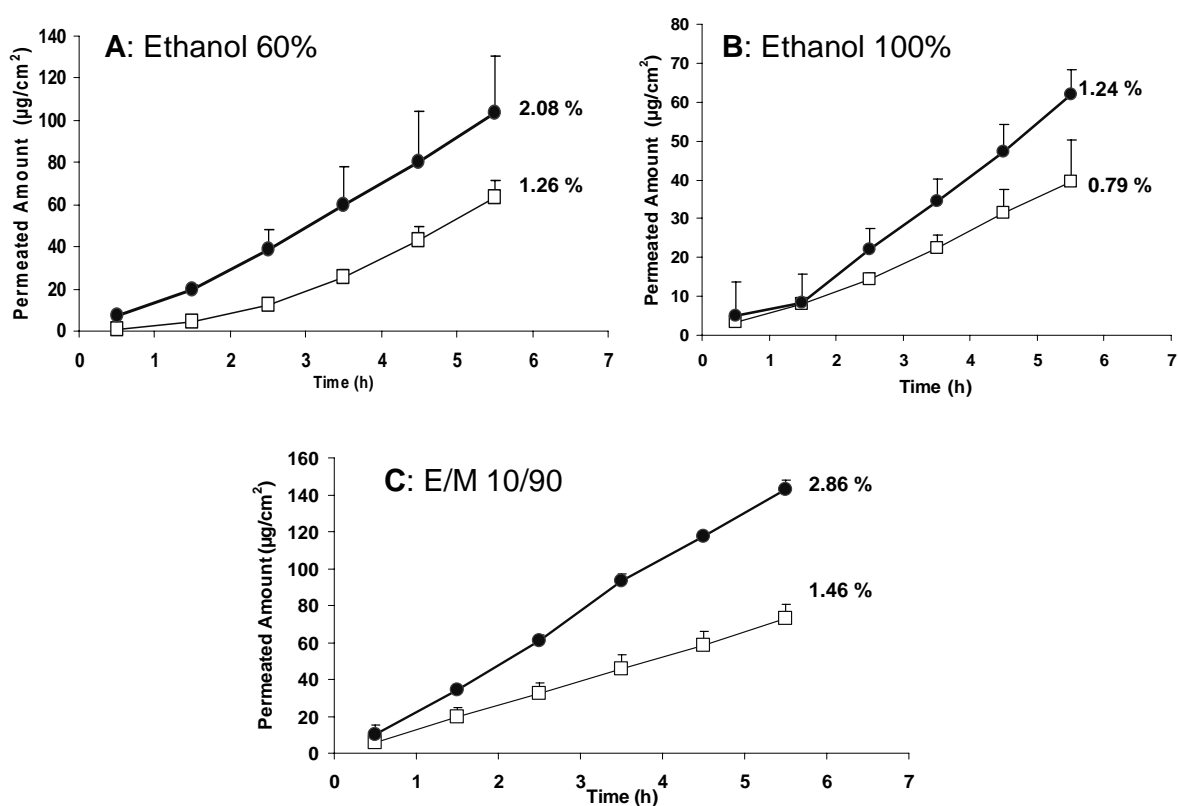 A: Ethanol 60%
Permeated Amount (µg/cm²)
140
120
100
80
60
40
20
0
2.08 %
1.26 %
0 1 2 3 4 5 6 7
Time (h)
B: Ethanol 100%
Permeated Amount (µg/cm²)
80
70
60
50
40
30
20
10
0
1.24 %
0.79 %
0 1 2 3 4 5 6 7
Time (h)
C: E/M 10/90
Permeated Amount (µg/cm²)
160
140
120
100
80
60
40
20
0
2.86 %
1.46 %
0 1 2 3 4 5 6 7
Time (h)